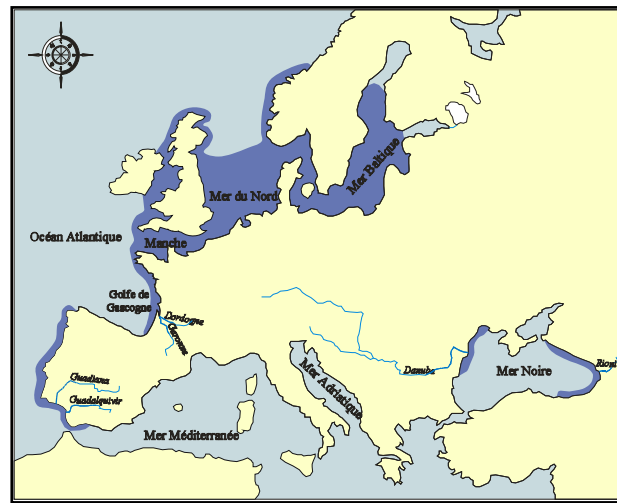 Mer Baltique
Mer du Nord
Océan Atlantique
Manche
Golfe de
Gascogne
Dordogne
Garonne
Guadiana
Guadalquivir
Danube
Mer Noire
Rioni
Mer Adriatique
Mer Méditerranée